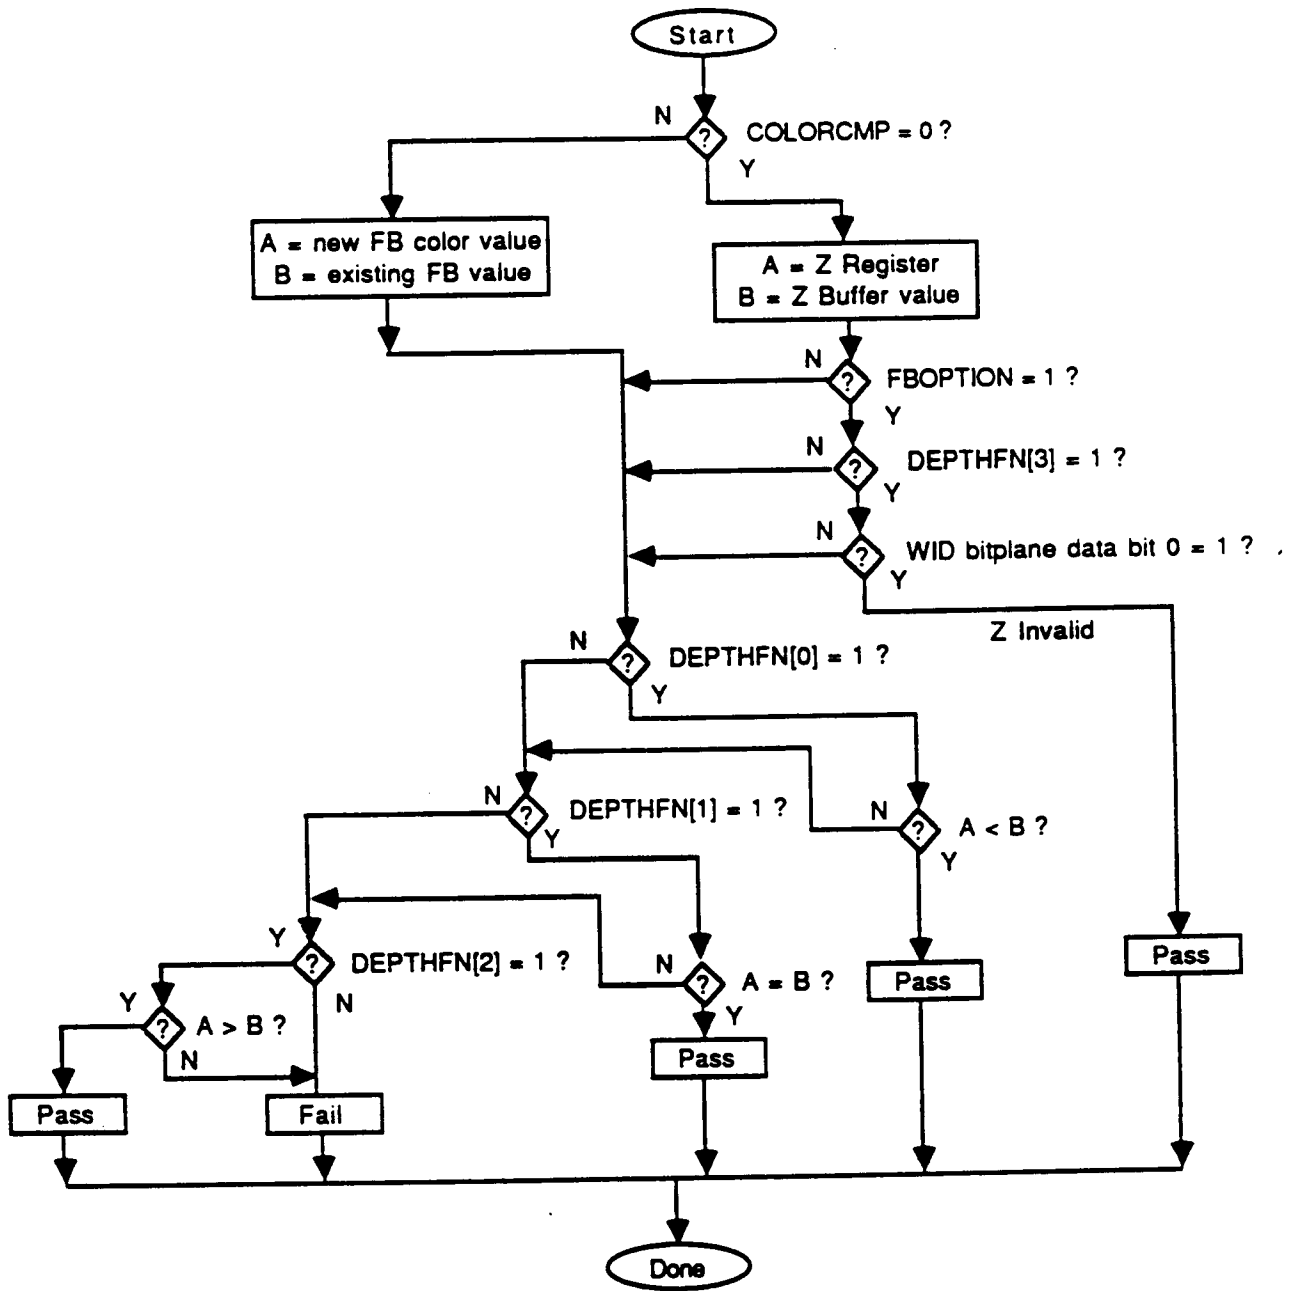 Start
N
COLORCMP = 0 ?
Y
A = new FB color value
B = existing FB value
A = Z Register
B = Z Buffer value
N
FBOPTION = 1 ?
Y
N
DEPTHFN[3] = 1 ?
Y
N
WID bitplane data bit 0 = 1 ?
Y
Z Invalid
N
DEPTHFN[0] = 1 ?
Y
N
DEPTHFN[1] = 1 ?
Y
N
A < B ?
Y
Y
DEPTHFN[2] = 1 ?
N
N
A = B ?
Y
Pass
Pass
Y
A > B ?
N
Pass
Pass
Fail
Done
?
?
?
?
?
?
?
?
?
?